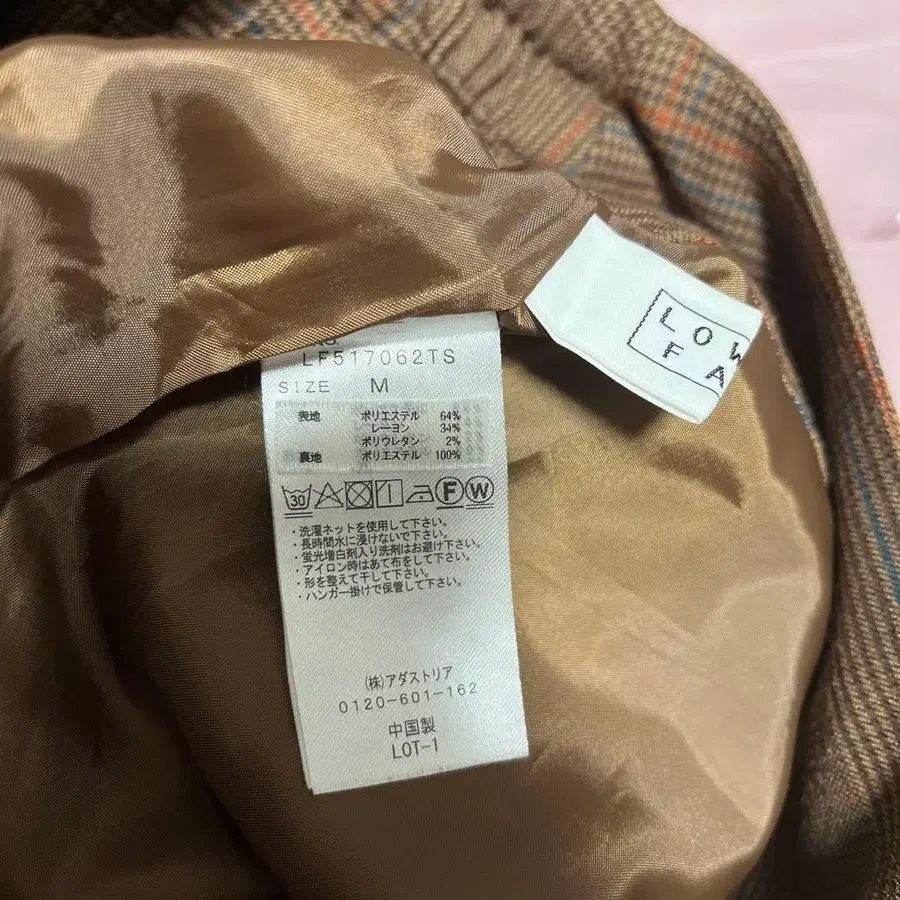 LOW
FA
LF517062TS
SIZE M
表地 ポリエステル 64%
レーヨン 34%
ポリウレタン 2%
裏地 ポリエステル 100%
30 F W
・洗濯ネットを使用して下さい。
・長時間水に浸けないで下さい。
・蛍光増白剤入り洗剤はお避け下さい。
・アイロン時はあて布をして下さい。
・形を整えて干して下さい。
・ハンガー掛けで保管して下さい。
(株)アダストリア
0120-601-162
中国製
LOT-1